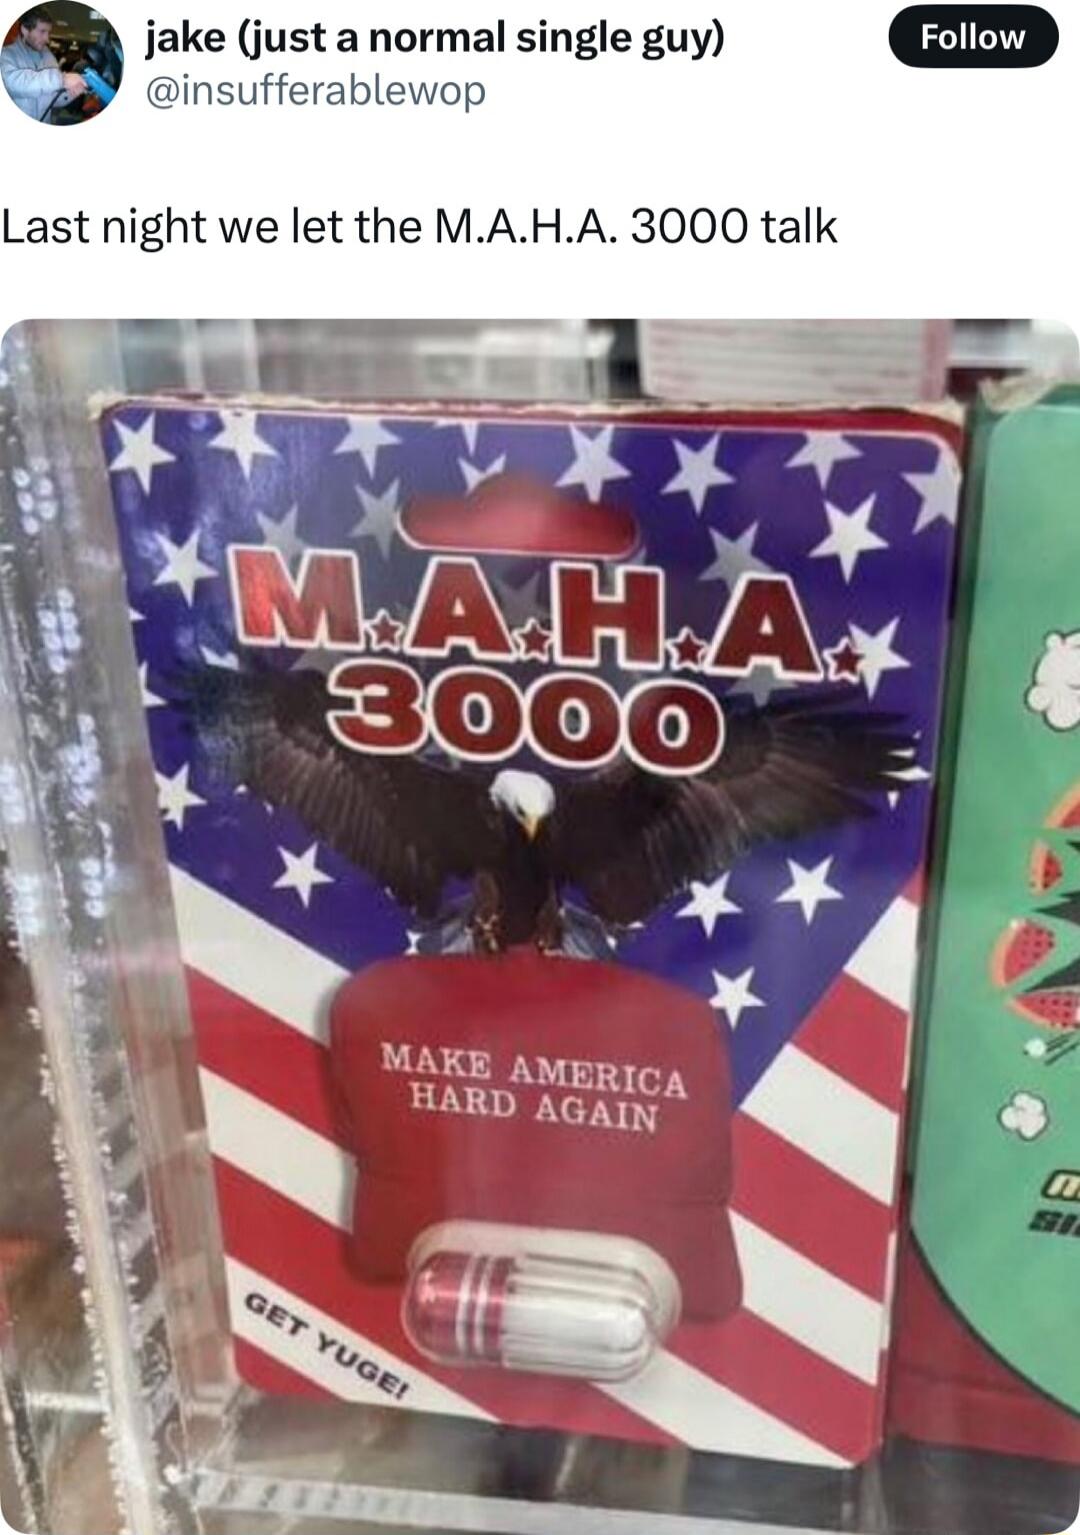 jake (just a normal single guy)
@insufferablewop
Follow
Last night we let the M.A.H.A. 3000 talk
M.A.H.A.
3000
MAKE AMERICA
HARD AGAIN
GET YUGE!